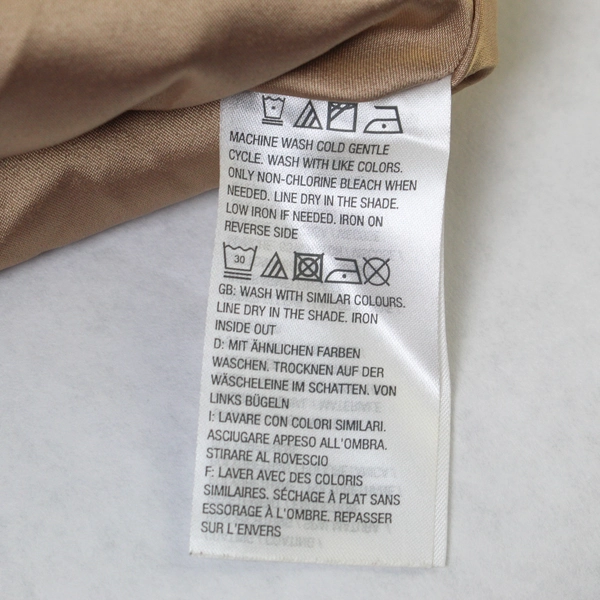 MACHINE WASH COLD GENTLE
CYCLE. WASH WITH LIKE COLORS.
ONLY NON-CHLORINE BLEACH WHEN
NEEDED. LINE DRY IN THE SHADE.
LOW IRON IF NEEDED. IRON ON
REVERSE SIDE
30
GB: WASH WITH SIMILAR COLOURS.
LINE DRY IN THE SHADE. IRON
INSIDE OUT
D: MIT ÄHNLICHEN FARBEN
WASCHEN. TROCKNEN AUF DER
WÄSCHELEINE IM SCHATTEN. VON
LINKS BÜGELN
I: LAVARE CON COLORI SIMILARI.
ASCIUGARE APPESO ALL'OMBRA.
STIRARE AL ROVESCIO
F: LAVER AVEC DES COLORIS
SIMILAIRES. SÉCHAGE À PLAT SANS
ESSORAGE À L'OMBRE. REPASSER
SUR L'ENVERS